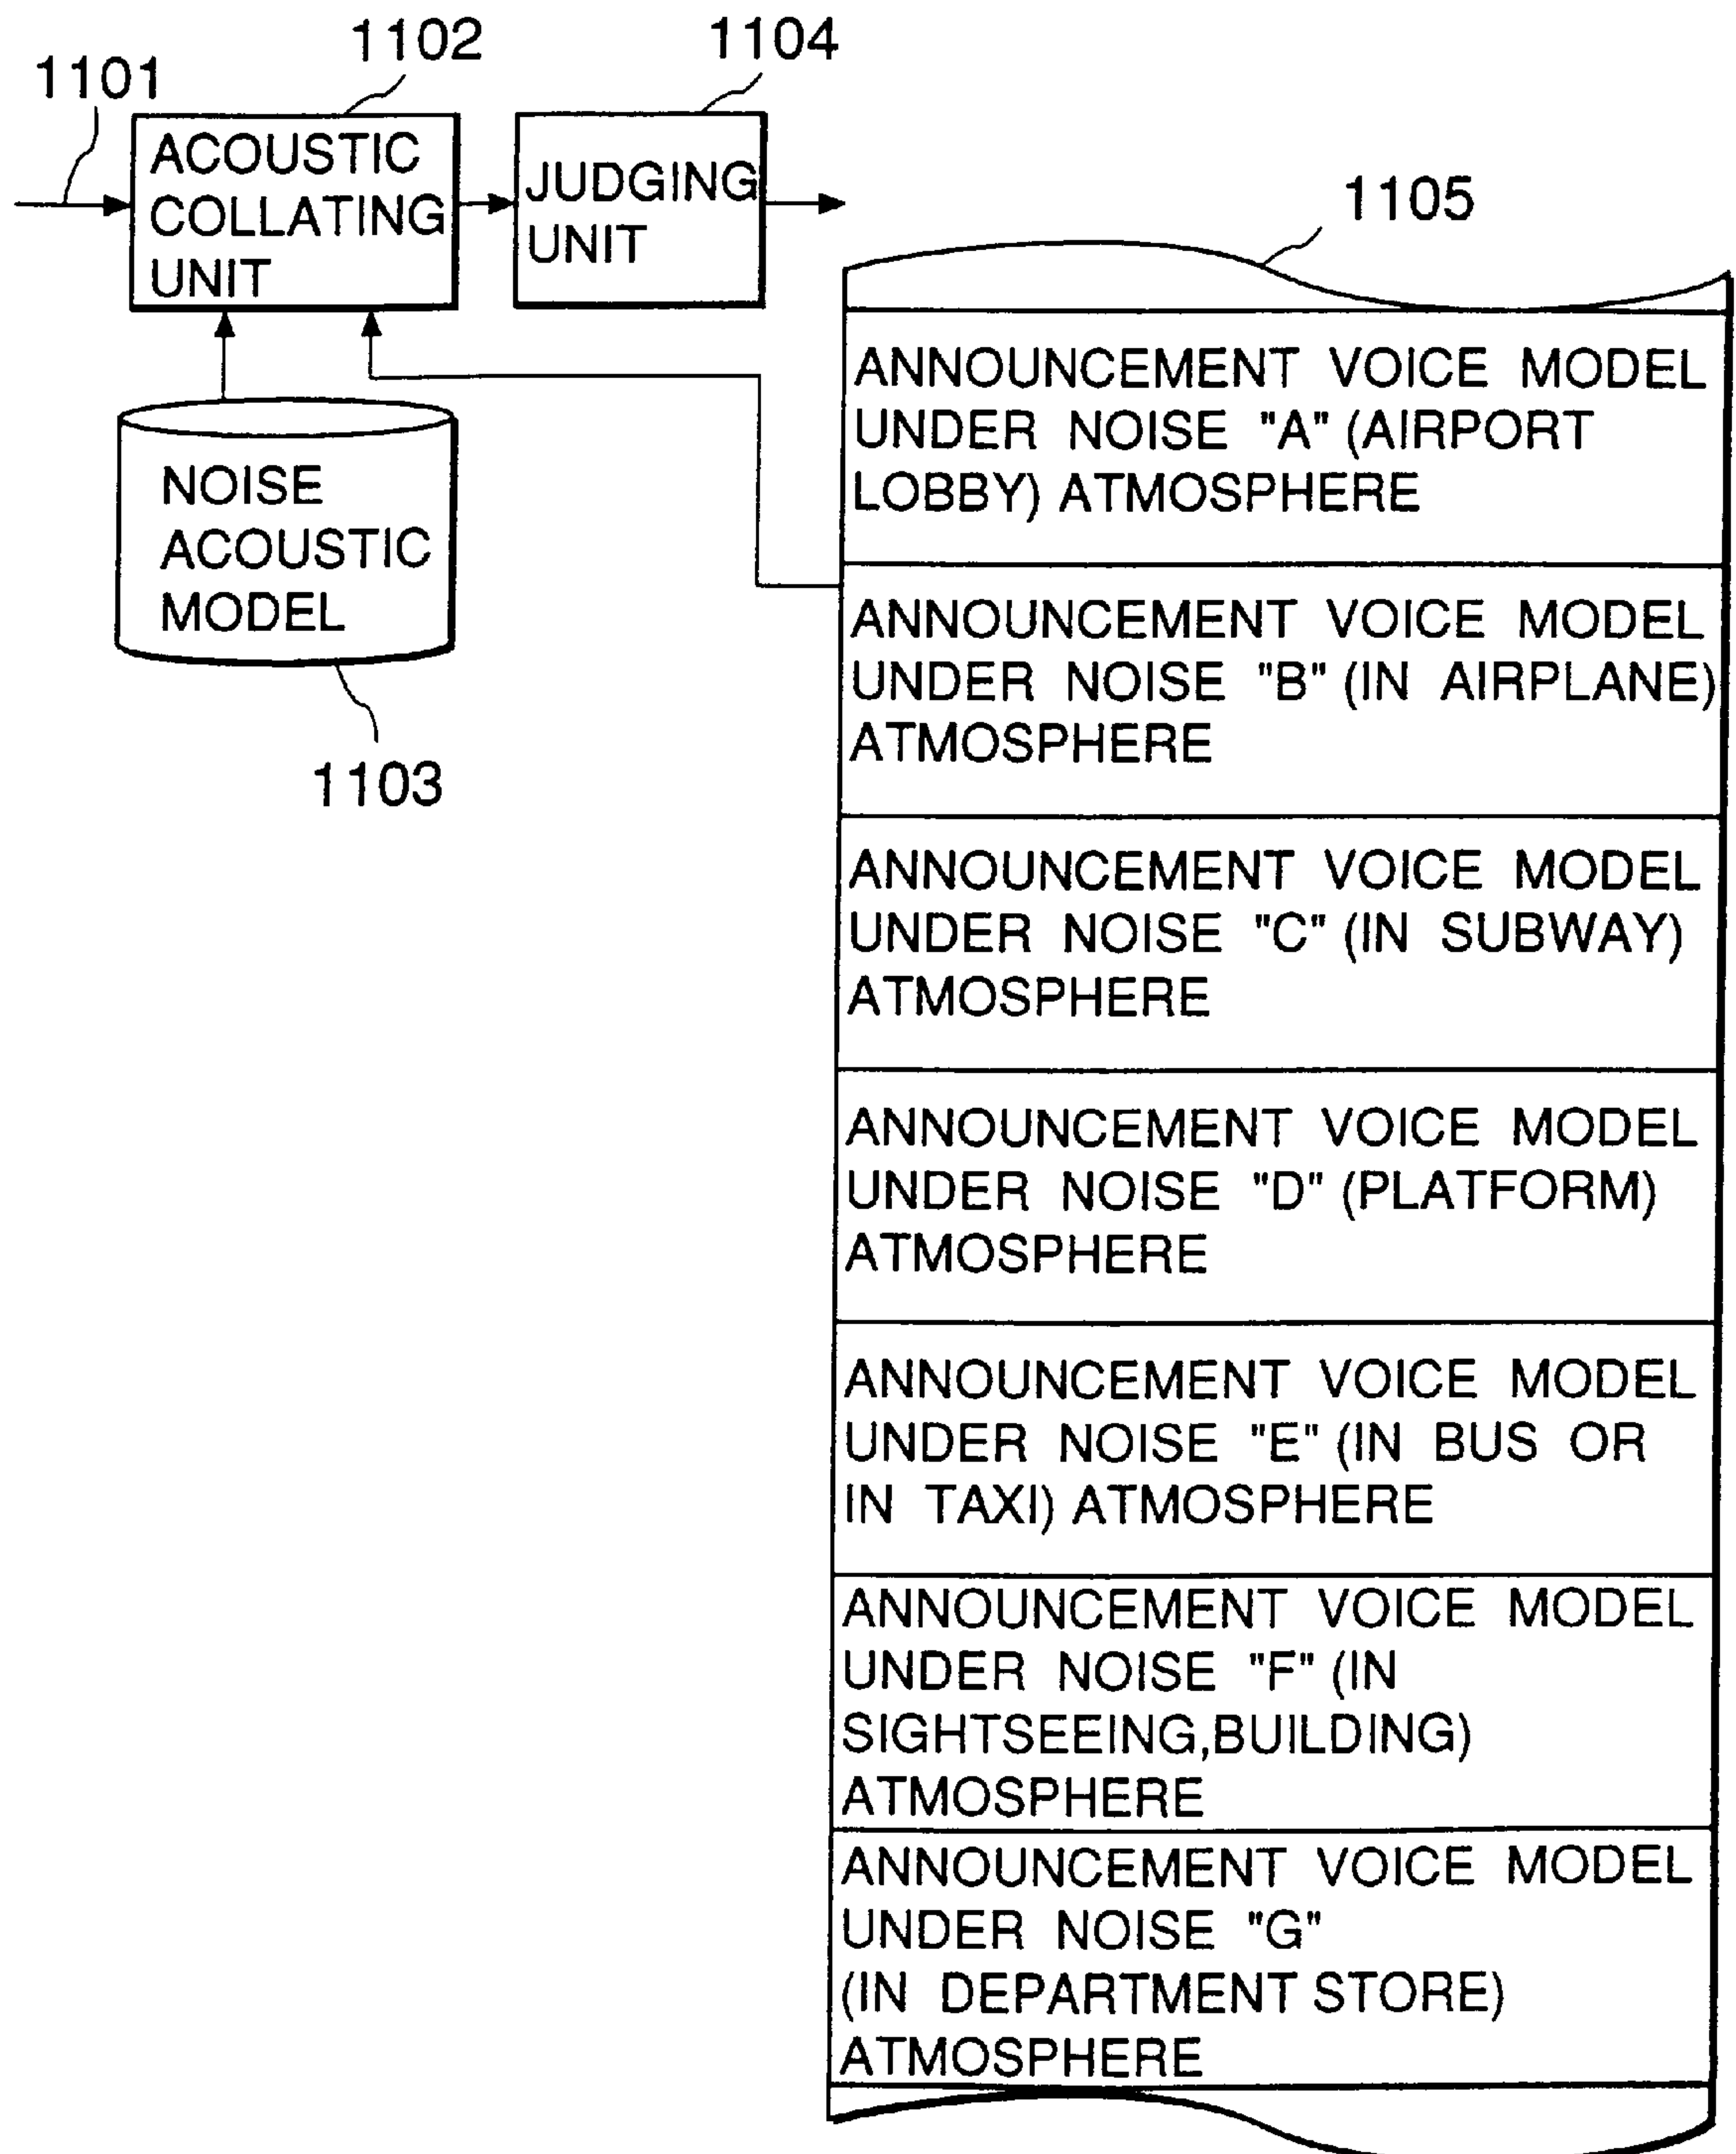 1101
1102
1104
ACOUSTIC
COLLATING
UNIT
JUDGING
UNIT
NOISE
ACOUSTIC
MODEL
1103
1105
ANNOUNCEMENT VOICE MODEL
UNDER NOISE "A" (AIRPORT
LOBBY) ATMOSPHERE
ANNOUNCEMENT VOICE MODEL
UNDER NOISE "B" (IN AIRPLANE)
ATMOSPHERE
ANNOUNCEMENT VOICE MODEL
UNDER NOISE "C" (IN SUBWAY)
ATMOSPHERE
ANNOUNCEMENT VOICE MODEL
UNDER NOISE "D" (PLATFORM)
ATMOSPHERE
ANNOUNCEMENT VOICE MODEL
UNDER NOISE "E" (IN BUS OR
IN TAXI) ATMOSPHERE
ANNOUNCEMENT VOICE MODEL
UNDER NOISE "F" (IN
SIGHTSEEING,BUILDING)
ATMOSPHERE
ANNOUNCEMENT VOICE MODEL
UNDER NOISE "G"
(IN DEPARTMENT STORE)
ATMOSPHERE